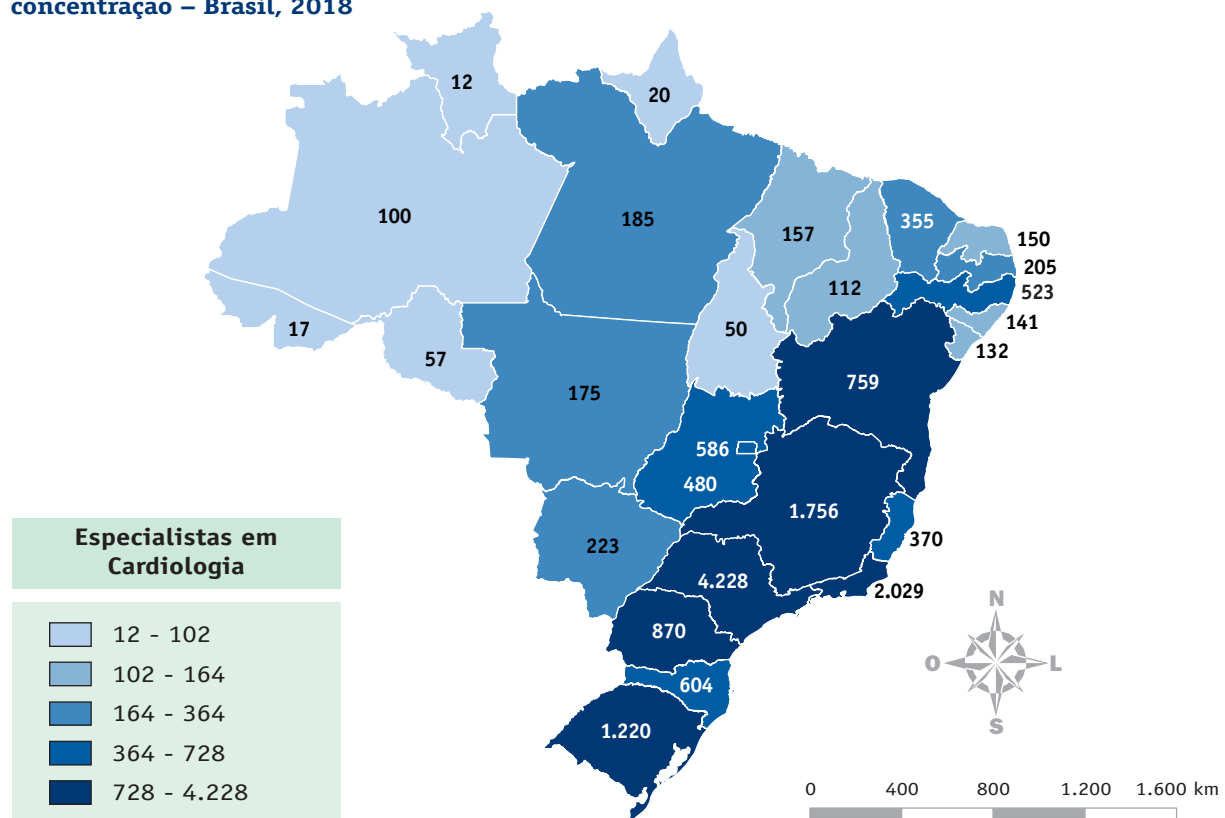 concentração – Brasil, 2018
12
20
100
185
157
355
150
205
523
112
141
132
17
57
50
759
175
586
480
1.756
370
223
4.228
2.029
870
604
1.220
Especialistas em
Cardiologia
12 - 102
102 - 164
164 - 364
364 - 728
728 - 4.228
N
O
L
S
0 400 800 1.200 1.600 km